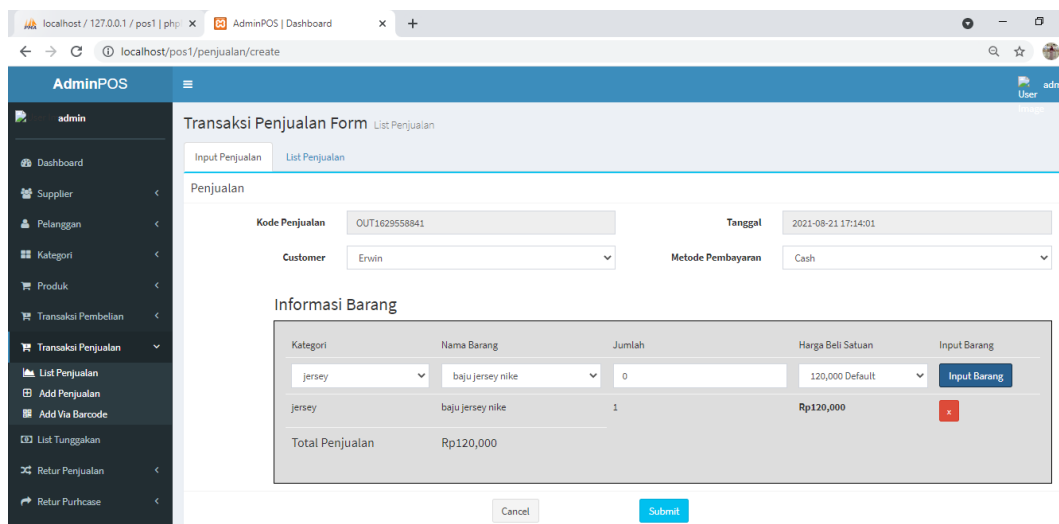 localhost / 127.0.0.1 / pos1 | php
AdminPOS | Dashboard
localhost/pos1/penjualan/create
AdminPOS
User
admin
Transaksi Penjualan Form List Penjualan
Input Penjualan List Penjualan
Dashboard
Supplier
Pelanggan
Kategori
Produk
Transaksi Pembelian
Transaksi Penjualan
List Penjualan
Add Penjualan
Add Via Barcode
List Tunggakan
Retur Penjualan
Retur Purhcase
Penjualan
Kode Penjualan OUT1629558841 Tanggal 2021-08-21 17:14:01
Customer Erwin Metode Pembayaran Cash
Informasi Barang
Kategori Nama Barang Jumlah Harga Beli Satuan Input Barang
jersey baju jersey nike 0 120,000 Default Input Barang
jersey baju jersey nike 1 Rp120,000 x
Total Penjualan Rp120,000
Cancel Submit